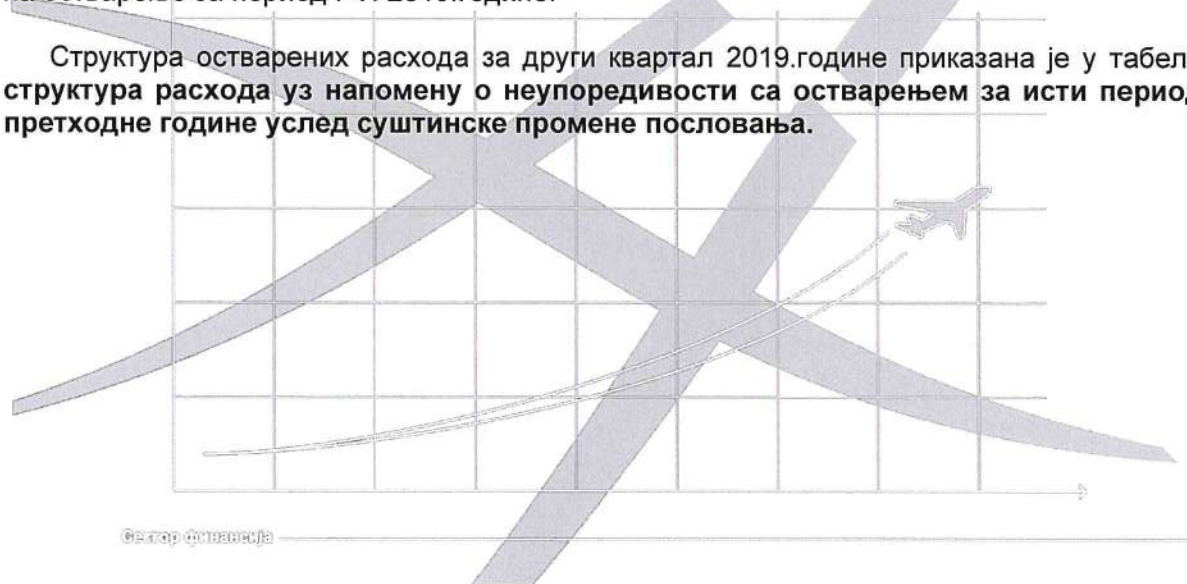 Структура остварених расхода за други квартал 2019.године приказана је у табел
структура расхода уз напомену о неупоредивости са остварењем за исти период
претходне године услед суштинске промене пословања.
Сектор финансија